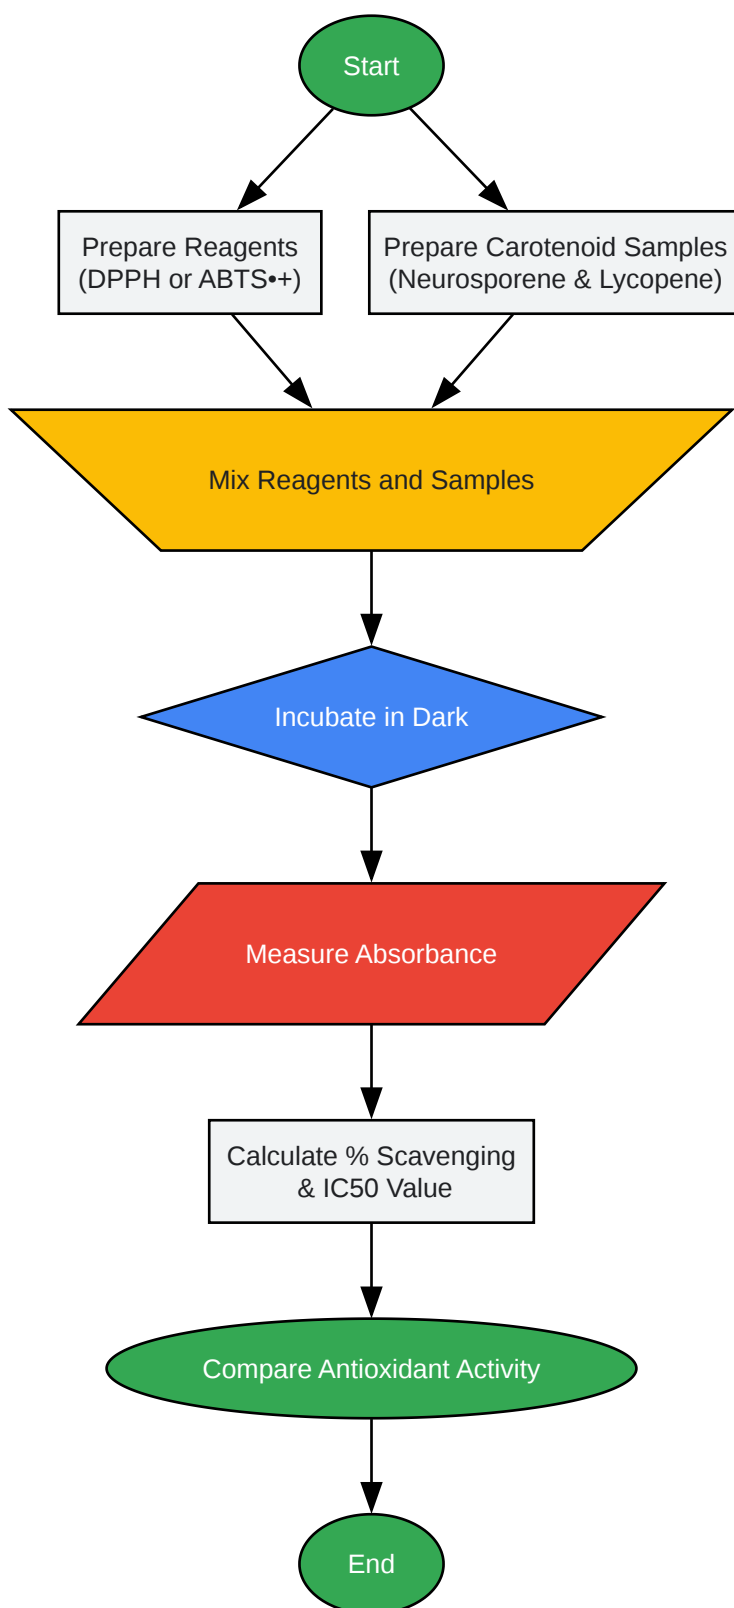 Start
Prepare Reagents
(DPPH or ABTS•+)
Prepare Carotenoid Samples
(Neurosporene & Lycopene)
Mix Reagents and Samples
Incubate in Dark
Measure Absorbance
Calculate % Scavenging
& IC50 Value
Compare Antioxidant Activity
End